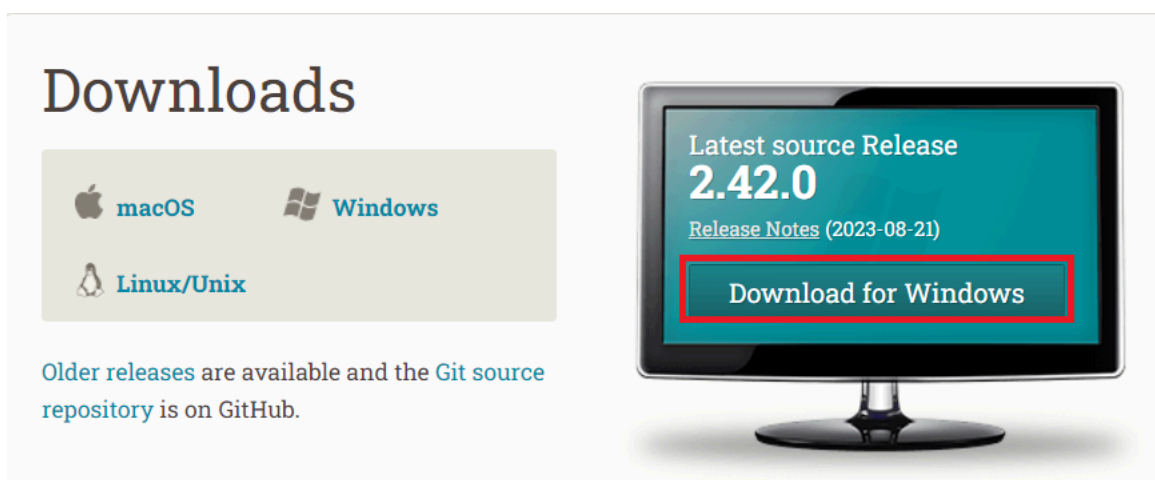 Downloads
macOS
Windows
Linux/Unix
Older releases are available and the Git source
repository is on GitHub.
Latest source Release
2.42.0
Release Notes (2023-08-21)
Download for Windows